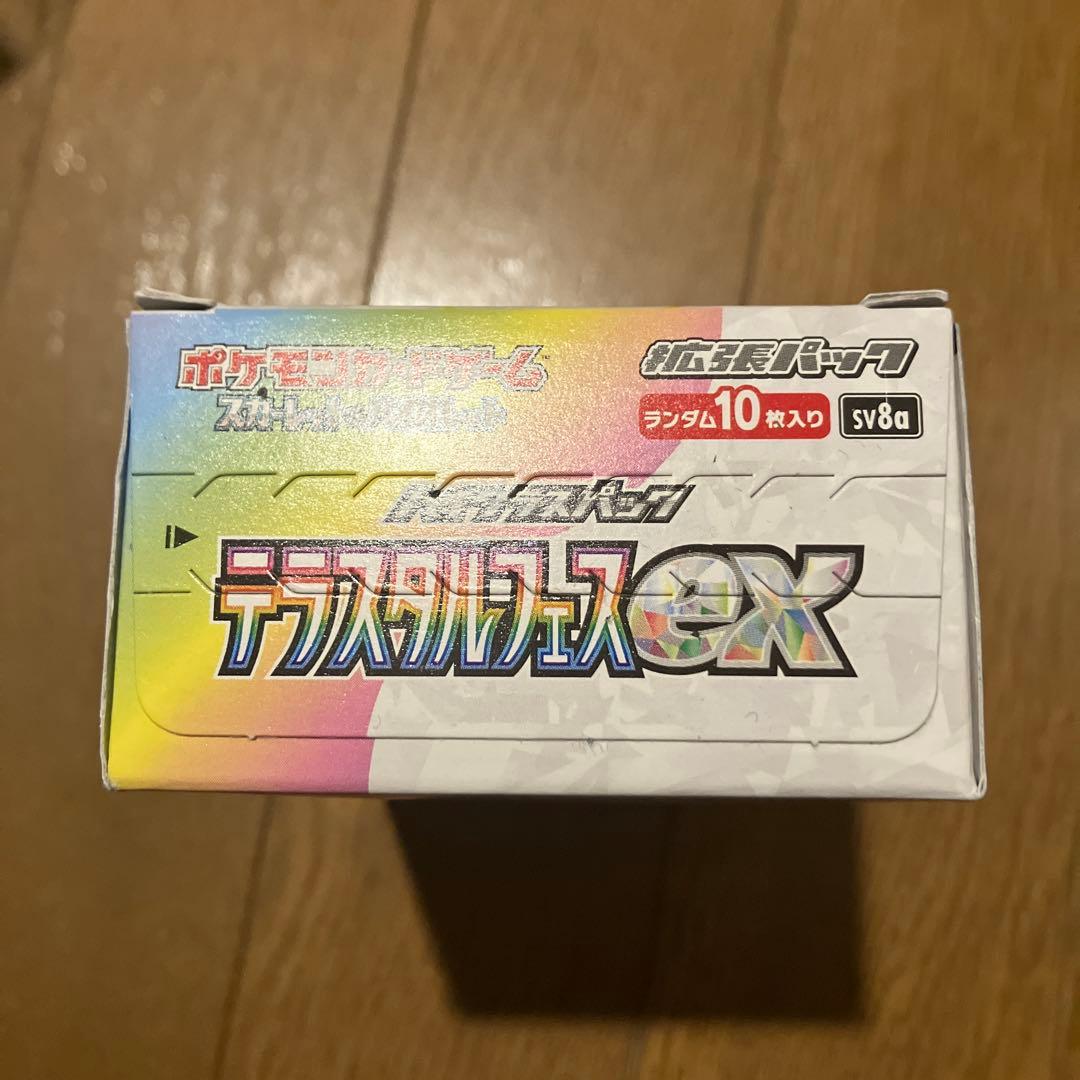 ポケモンカードゲーム™
スカーレット&バイオレット
拡張パック
ランダム10枚入り
sv8a
ハイクラスパック
テラスタルフェスex